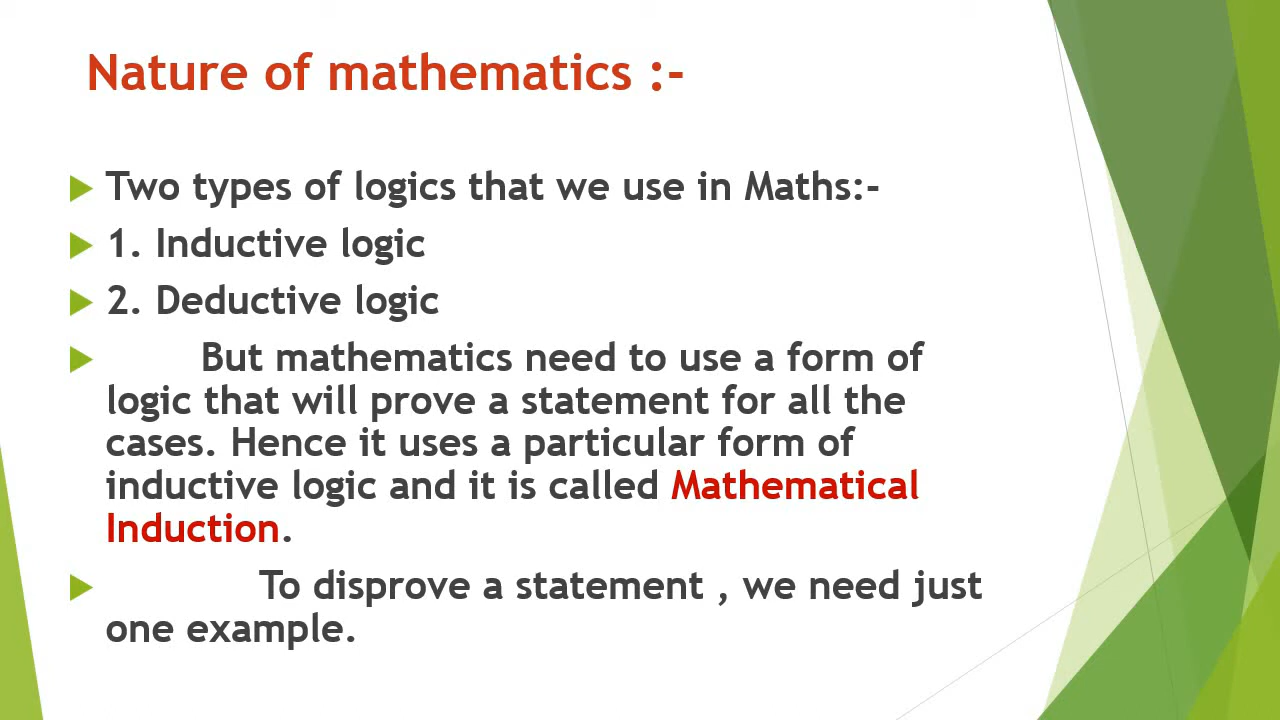 Nature of mathematics :-
Two types of logics that we use in Maths:-
1. Inductive logic
2. Deductive logic
But mathematics need to use a form of
logic that will prove a statement for all the
cases. Hence it uses a particular form of
inductive logic and it is called Mathematical
Induction.
To disprove a statement , we need just
one example.